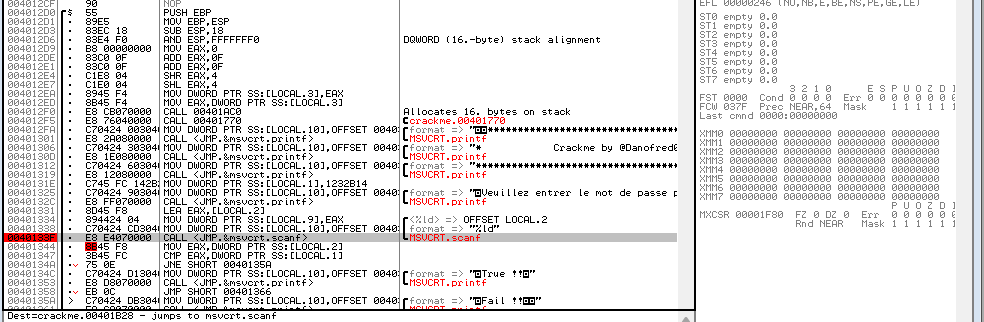 004012CF 90 NOP
004012D0 $ 55 PUSH EBP
004012D1 89E5 MOV EBP,ESP
004012D3 83EC 18 SUB ESP,18
004012D6 83E4 F0 AND ESP,FFFFFFF0 DQWORD (16.-byte) stack alignment
004012D9 B8 00000000 MOV EAX,0
004012DE 83C0 0F ADD EAX,0F
004012E1 83C0 0F ADD EAX,0F
004012E4 C1E8 04 SHR EAX,4
004012E7 C1E0 04 SHL EAX,4
004012EA 8945 F4 MOV DWORD PTR SS:[LOCAL.3],EAX
004012ED 8B45 F4 MOV EAX,DWORD PTR SS:[LOCAL.3]
004012F0 E8 CB070000 CALL 00401AC0 Allocates 16. bytes on stack
004012F5 E8 76040000 CALL 00401770 crackme.00401770
004012FA C70424 00304 MOV DWORD PTR SS:[LOCAL.10],OFFSET 0040 format => "************************
00401301 E8 2A080000 CALL <JMP.&msvcrt.printf> MSVCRT.printf
00401306 C70424 30304 MOV DWORD PTR SS:[LOCAL.10],OFFSET 0040 format => "* Crackme by @Danofred0
0040130D E8 1E080000 CALL <JMP.&msvcrt.printf> MSVCRT.printf
00401312 C70424 60304 MOV DWORD PTR SS:[LOCAL.10],OFFSET 0040 format => "**************************
00401319 E8 12080000 CALL <JMP.&msvcrt.printf> MSVCRT.printf
0040131E C745 FC 142B MOV DWORD PTR SS:[LOCAL.1],1232B14
00401325 C70424 90304 MOV DWORD PTR SS:[LOCAL.10],OFFSET 0040 format => "Veuillez entrer le mot de passe p
0040132C E8 FF070000 CALL <JMP.&msvcrt.printf> MSVCRT.printf
00401331 8D45 F8 LEA EAX,[LOCAL.2]
00401334 894424 04 MOV DWORD PTR SS:[LOCAL.9],EAX <%ld> => OFFSET LOCAL.2
00401338 C70424 CD304 MOV DWORD PTR SS:[LOCAL.10],OFFSET 0040 format => "%ld"
0040133F E8 E4070000 CALL <JMP.&msvcrt.scanf> MSVCRT.scanf
00401344 8B45 F8 MOV EAX,DWORD PTR SS:[LOCAL.2]
00401347 3B45 FC CMP EAX,DWORD PTR SS:[LOCAL.1]
0040134A 75 0E JNE SHORT 0040135A
0040134C C70424 D1304 MOV DWORD PTR SS:[LOCAL.10],OFFSET 0040 format => "True !!"
00401353 E8 D8070000 CALL <JMP.&msvcrt.printf> MSVCRT.printf
00401358 EB 0C JMP SHORT 00401366
0040135A > C70424 DB304 MOV DWORD PTR SS:[LOCAL.10],OFFSET 0040 format => "Fail !!"
Dest=crackme.00401B28 - jumps to msvcrt.scanf
EFL 00000246 (NO,NB,E,BE,NS,PE,GE,LE)
ST0 empty 0.0
ST1 empty 0.0
ST2 empty 0.0
ST3 empty 0.0
ST4 empty 0.0
ST5 empty 0.0
ST6 empty 0.0
ST7 empty 0.0
3 2 1 0 E S P U O Z D I
FST 0000 Cond 0 0 0 0 Err 0 0 0 0 0 0 0 0
FCW 037F Prec NEAR,64 Mask 1 1 1 1 1 1
Last cmnd 0000:00000000
XMM0 00000000 00000000 00000000 00000000
XMM1 00000000 00000000 00000000 00000000
XMM2 00000000 00000000 00000000 00000000
XMM3 00000000 00000000 00000000 00000000
XMM4 00000000 00000000 00000000 00000000
XMM5 00000000 00000000 00000000 00000000
XMM6 00000000 00000000 00000000 00000000
XMM7 00000000 00000000 00000000 00000000
P U O Z D I
MXCSR 00001F80 FZ 0 DZ 0 Err 0 0 0 0 0 0
Rnd NEAR Mask 1 1 1 1 1 1